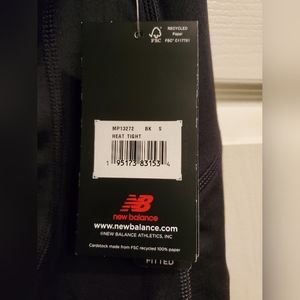 FSC
RECYCLED
Paper
FSC® C117781
MP13272 BK S
HEAT TIGHT
1 95173 83153 4
NB
new balance
www.newbalance.com
©NEW BALANCE ATHLETICS, INC
Cardstock made from FSC recycled 100% paper
FITTED